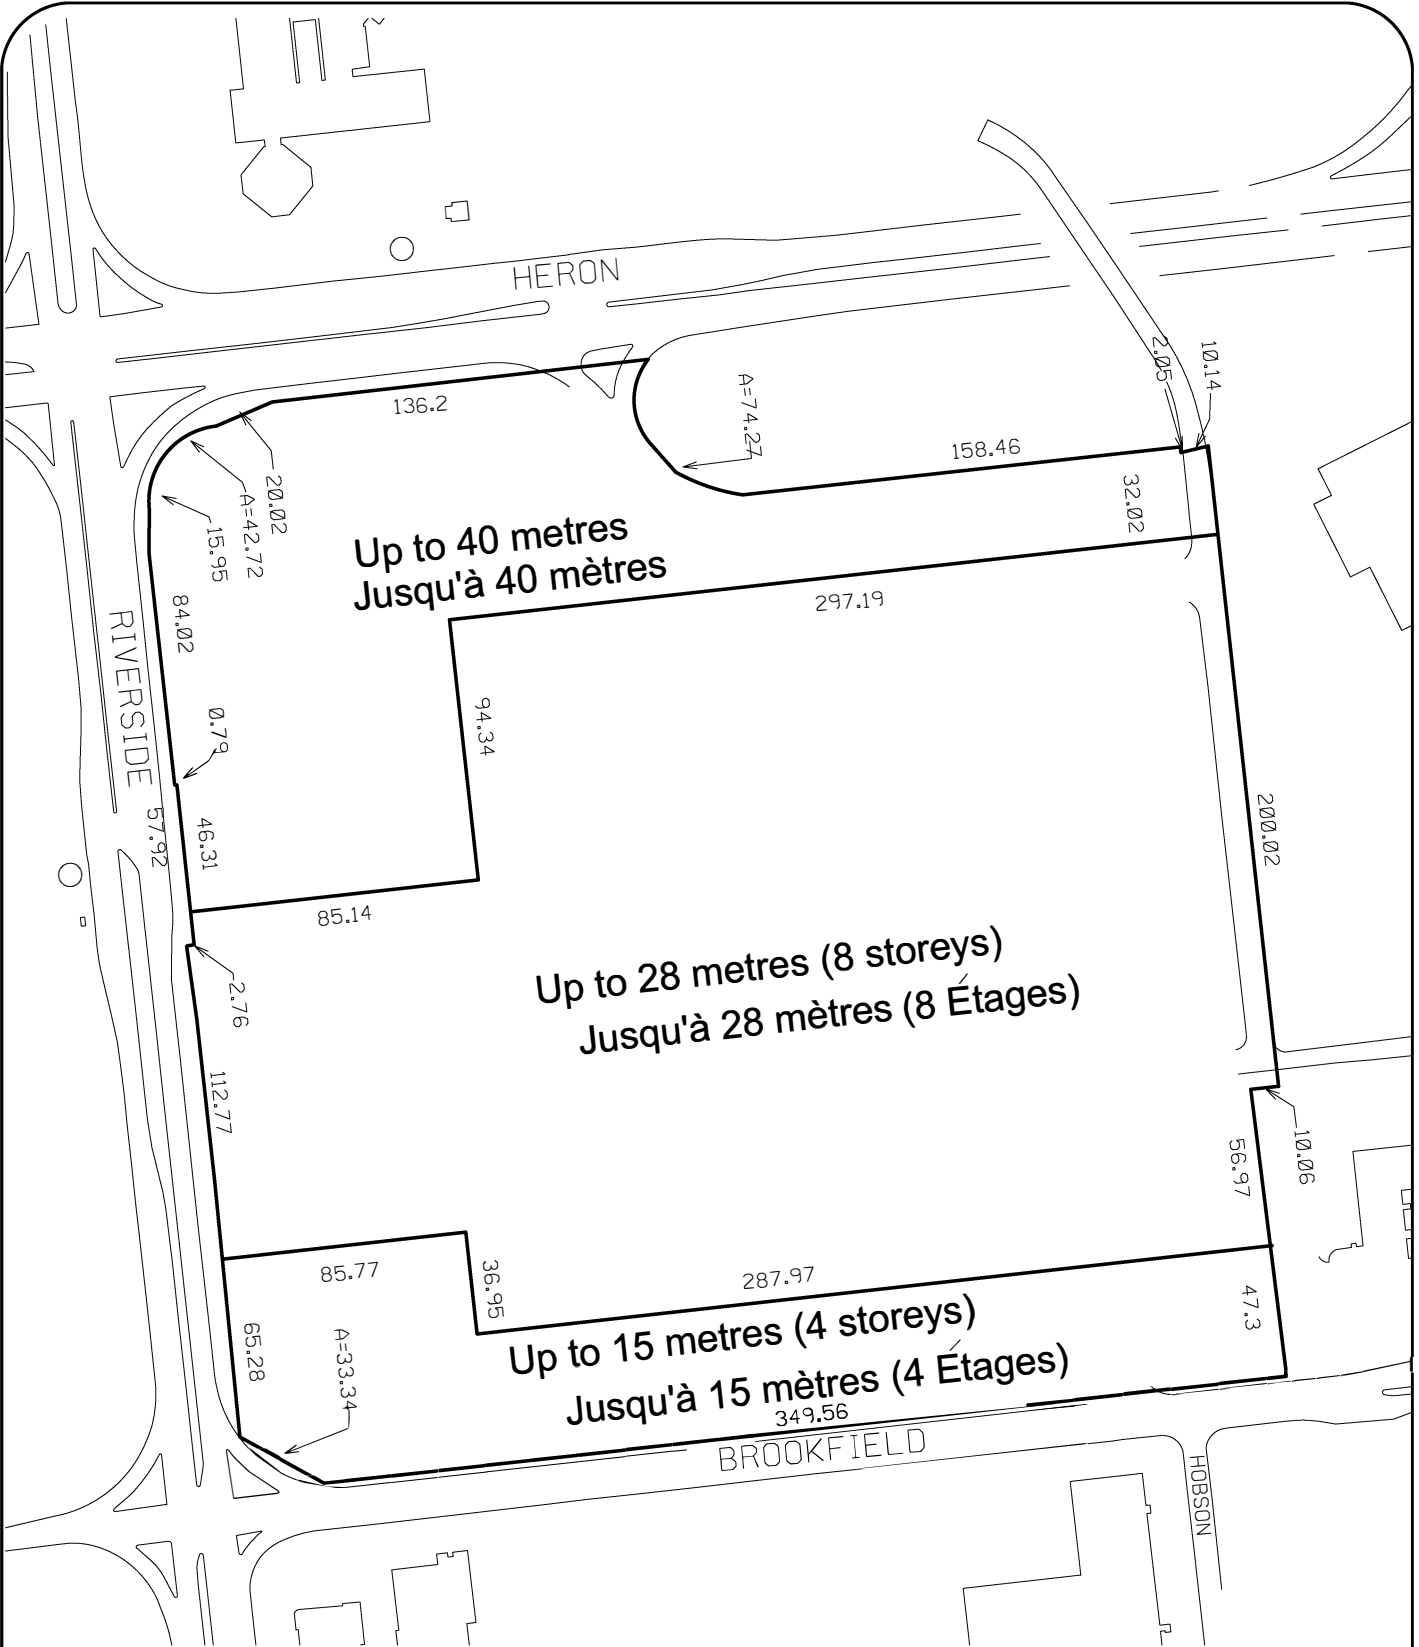 HERON
2.05
10.14
136.2
A=74.27
158.46
32.02
20.02
A=42.72
15.95
Up to 40 metres
Jusqu'à 40 mètres
297.19
RIVERSIDE
84.02
0.79
94.34
57.92
46.31
200.02
85.14
Up to 28 metres (8 storeys)
Jusqu'à 28 mètres (8 Étages)
2.76
112.77
10.06
56.97
85.77
36.95
287.97
47.3
65.28
A=33.34
Up to 15 metres (4 storeys)
Jusqu'à 15 mètres (4 Étages)
349.56
BROOKFIELD
HOBSON